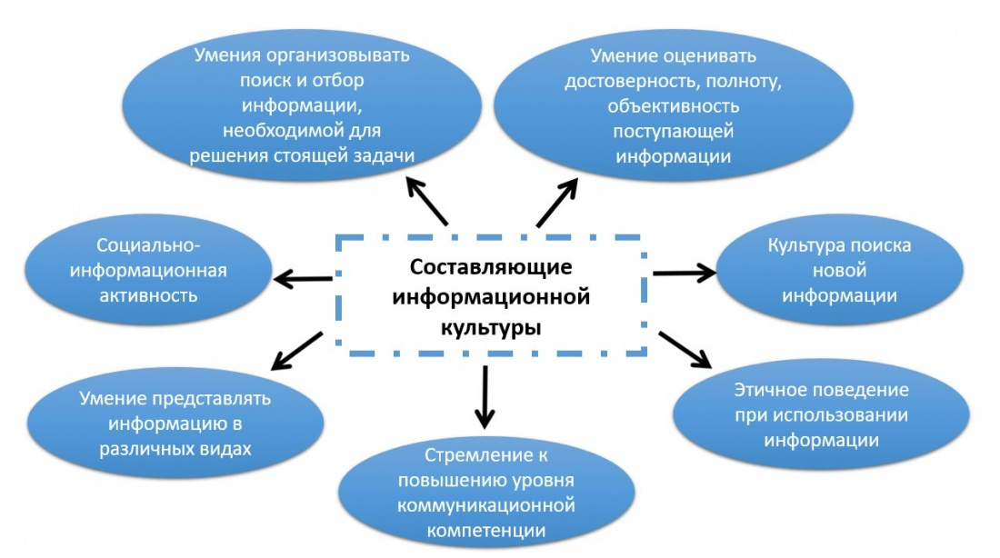 Умения организовывать
поиск и отбор
информации,
необходимой для
решения стоящей задачи
Умение оценивать
достоверность, полноту,
объективность
поступающей
информации
Социально-
информационная
активность
Составляющие
информационной
культуры
Культура поиска
новой
информации
Умение представлять
информацию в
различных видах
Стремление к
повышению уровня
коммуникационной
компетенции
Этичное поведение
при использовании
информации